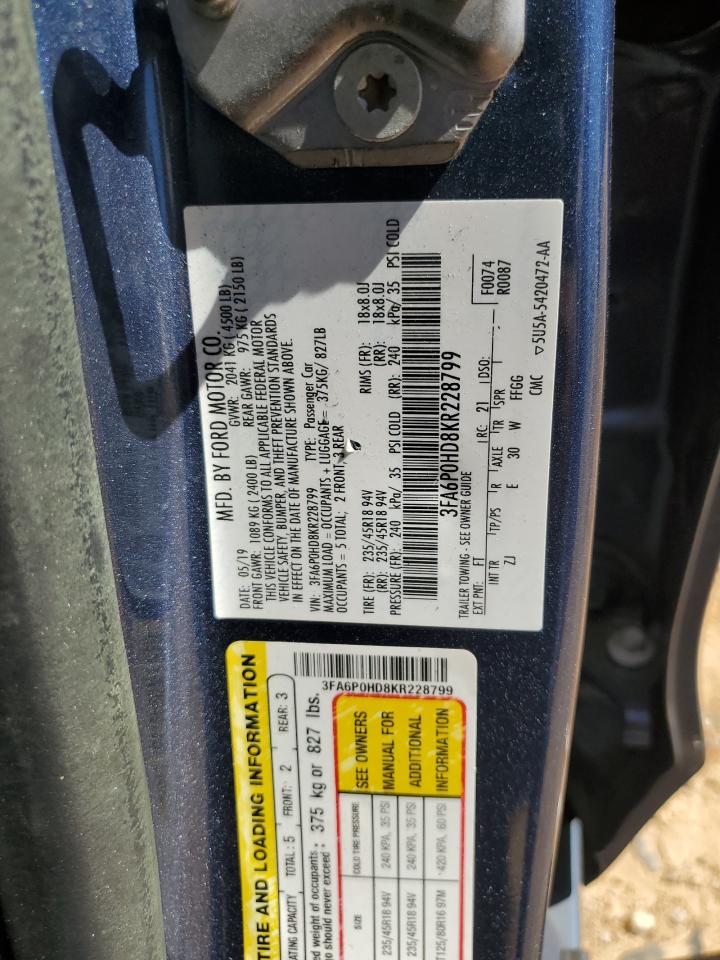 MFD. BY FORD MOTOR CO.
DATE: 05/19 GVWR: 2041 KG ( 4500 LB)
FRONT GAWR: 1089 KG (2400 LB) REAR GAWR: 975 KG ( 2150 LB)
THIS VEHICLE CONFORMS TO ALL APPLICABLE FEDERAL MOTOR
VEHICLE SAFETY, BUMPER, AND THEFT PREVENTION STANDARDS
IN EFFECT ON THE DATE OF MANUFACTURE SHOWN ABOVE.
VIN: 3FA6P0HD8KR228799 TYPE: Passenger Car
MAXIMUM LOAD = OCCUPANTS + LUGGAGE = 375KG/ 827LB
OCCUPANTS = 5 TOTAL; 2 FRONT, 3 REAR
TIRE (FR): 235/45R18 94V RIMS (FR): 18x8.0J
(RR): 235/45R18 94V (RR): 18x8.0J
PRESSURE (FR): 240 kPa/ 35 PSI COLD (RR): 240 kPa/ 35 PSI COLD
3FA6P0HD8KR228799
TRAILER TOWING - SEE OWNER GUIDE
EXT PNT: FT RC: 21 DSO: F0074
R0087
INT TR TP/PS R AXLE TR SPR
ZJ E 30 W FFGG
CMC ▽5U5A-5420472-AA
TIRE AND LOADING INFORMATION
ATING CAPACITY TOTAL: 5 FRONT: 2 REAR: 3
ed weight of occupants
o should never exceed : 375 kg or 827 lbs.
3FA6P0HD8KR228799
SIZE COLD TIRE PRESSURE SEE OWNERS
MANUAL FOR
ADDITIONAL
INFORMATION
235/45R18 94V 240 KPA, 35 PSI
235/45R18 94V 240 KPA, 35 PSI
T125/80R16 97M 420 KPA, 60 PSI